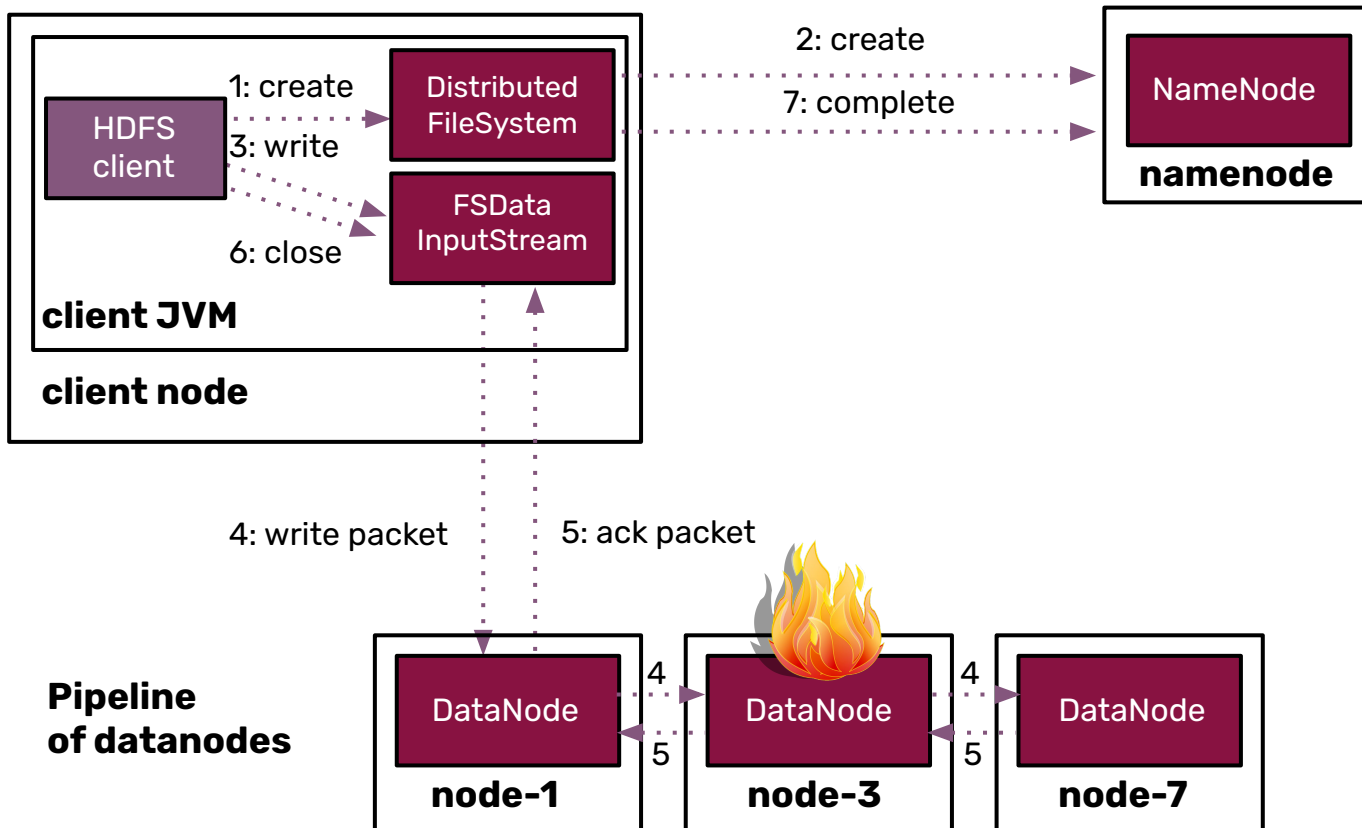 1: create
Distributed
FileSystem
2: create
7: complete
NameNode
namenode
HDFS
client
3: write
6: close
FSData
InputStream
client JVM
client node
4: write packet
5: ack packet
Pipeline
of datanodes
DataNode
node-1
4
5
DataNode
node-3
4
5
DataNode
node-7